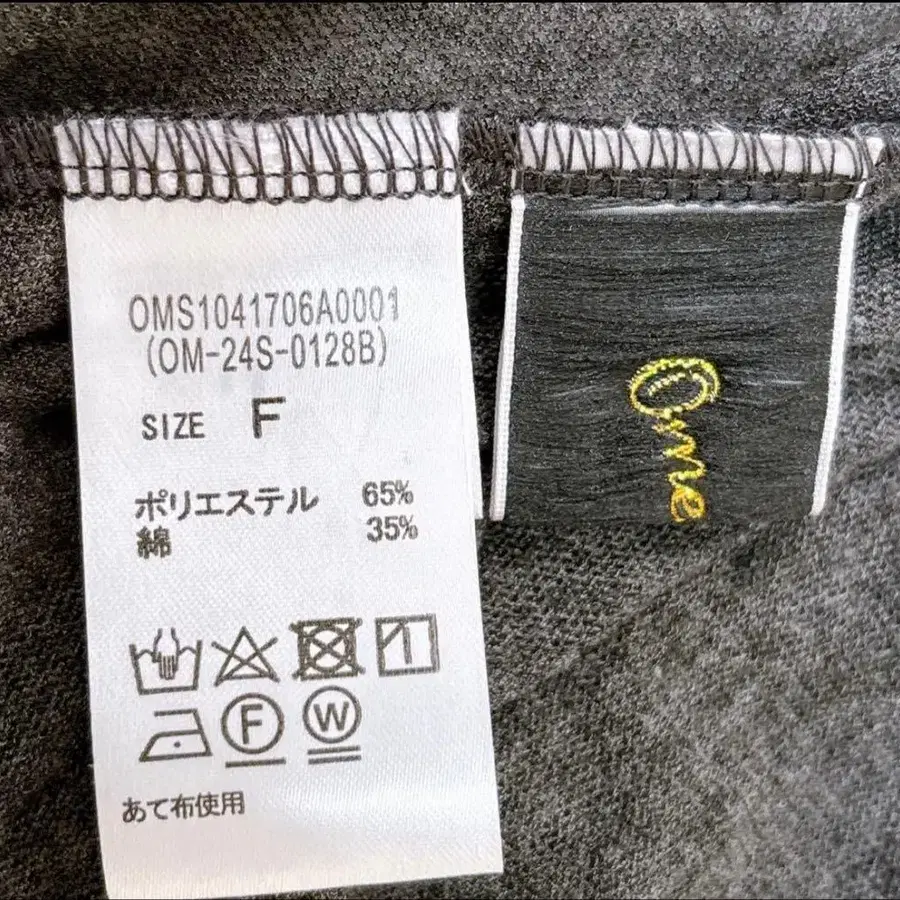 OMS1041706A0001
(OM-24S-0128B)
SIZE F
ポリエステル 65%
綿 35%
F W
あて布使用
Ome